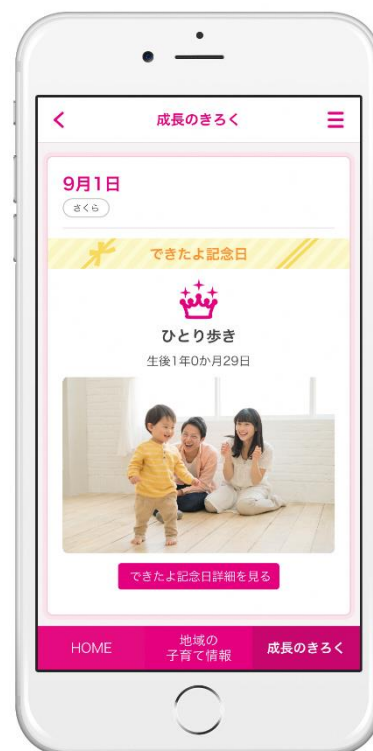 成長のきろく
9月1日
さくら
できたよ記念日
ひとり歩き
生後1年0か月29日
できたよ記念日詳細を見る
HOME
地域の
子育て情報
成長のきろく